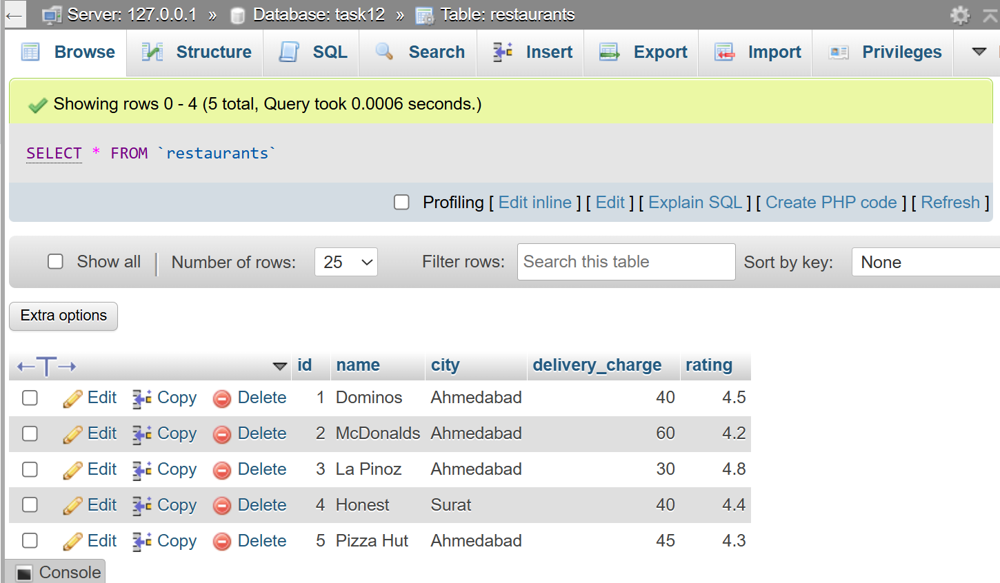 Server: 127.0.0.1 » Database: task12 » Table: restaurants
Browse Structure SQL Search Insert Export Import Privileges
Showing rows 0 - 4 (5 total, Query took 0.0006 seconds.)
SELECT * FROM `restaurants`
Profiling [ Edit inline ] [ Edit ] [ Explain SQL ] [ Create PHP code ] [ Refresh ]
Show all Number of rows: 25 Filter rows: Search this table Sort by key: None
Extra options
id name city delivery_charge rating
Edit Copy Delete 1 Dominos Ahmedabad 40 4.5
Edit Copy Delete 2 McDonalds Ahmedabad 60 4.2
Edit Copy Delete 3 La Pinoz Ahmedabad 30 4.8
Edit Copy Delete 4 Honest Surat 40 4.4
Edit Copy Delete 5 Pizza Hut Ahmedabad 45 4.3
Console